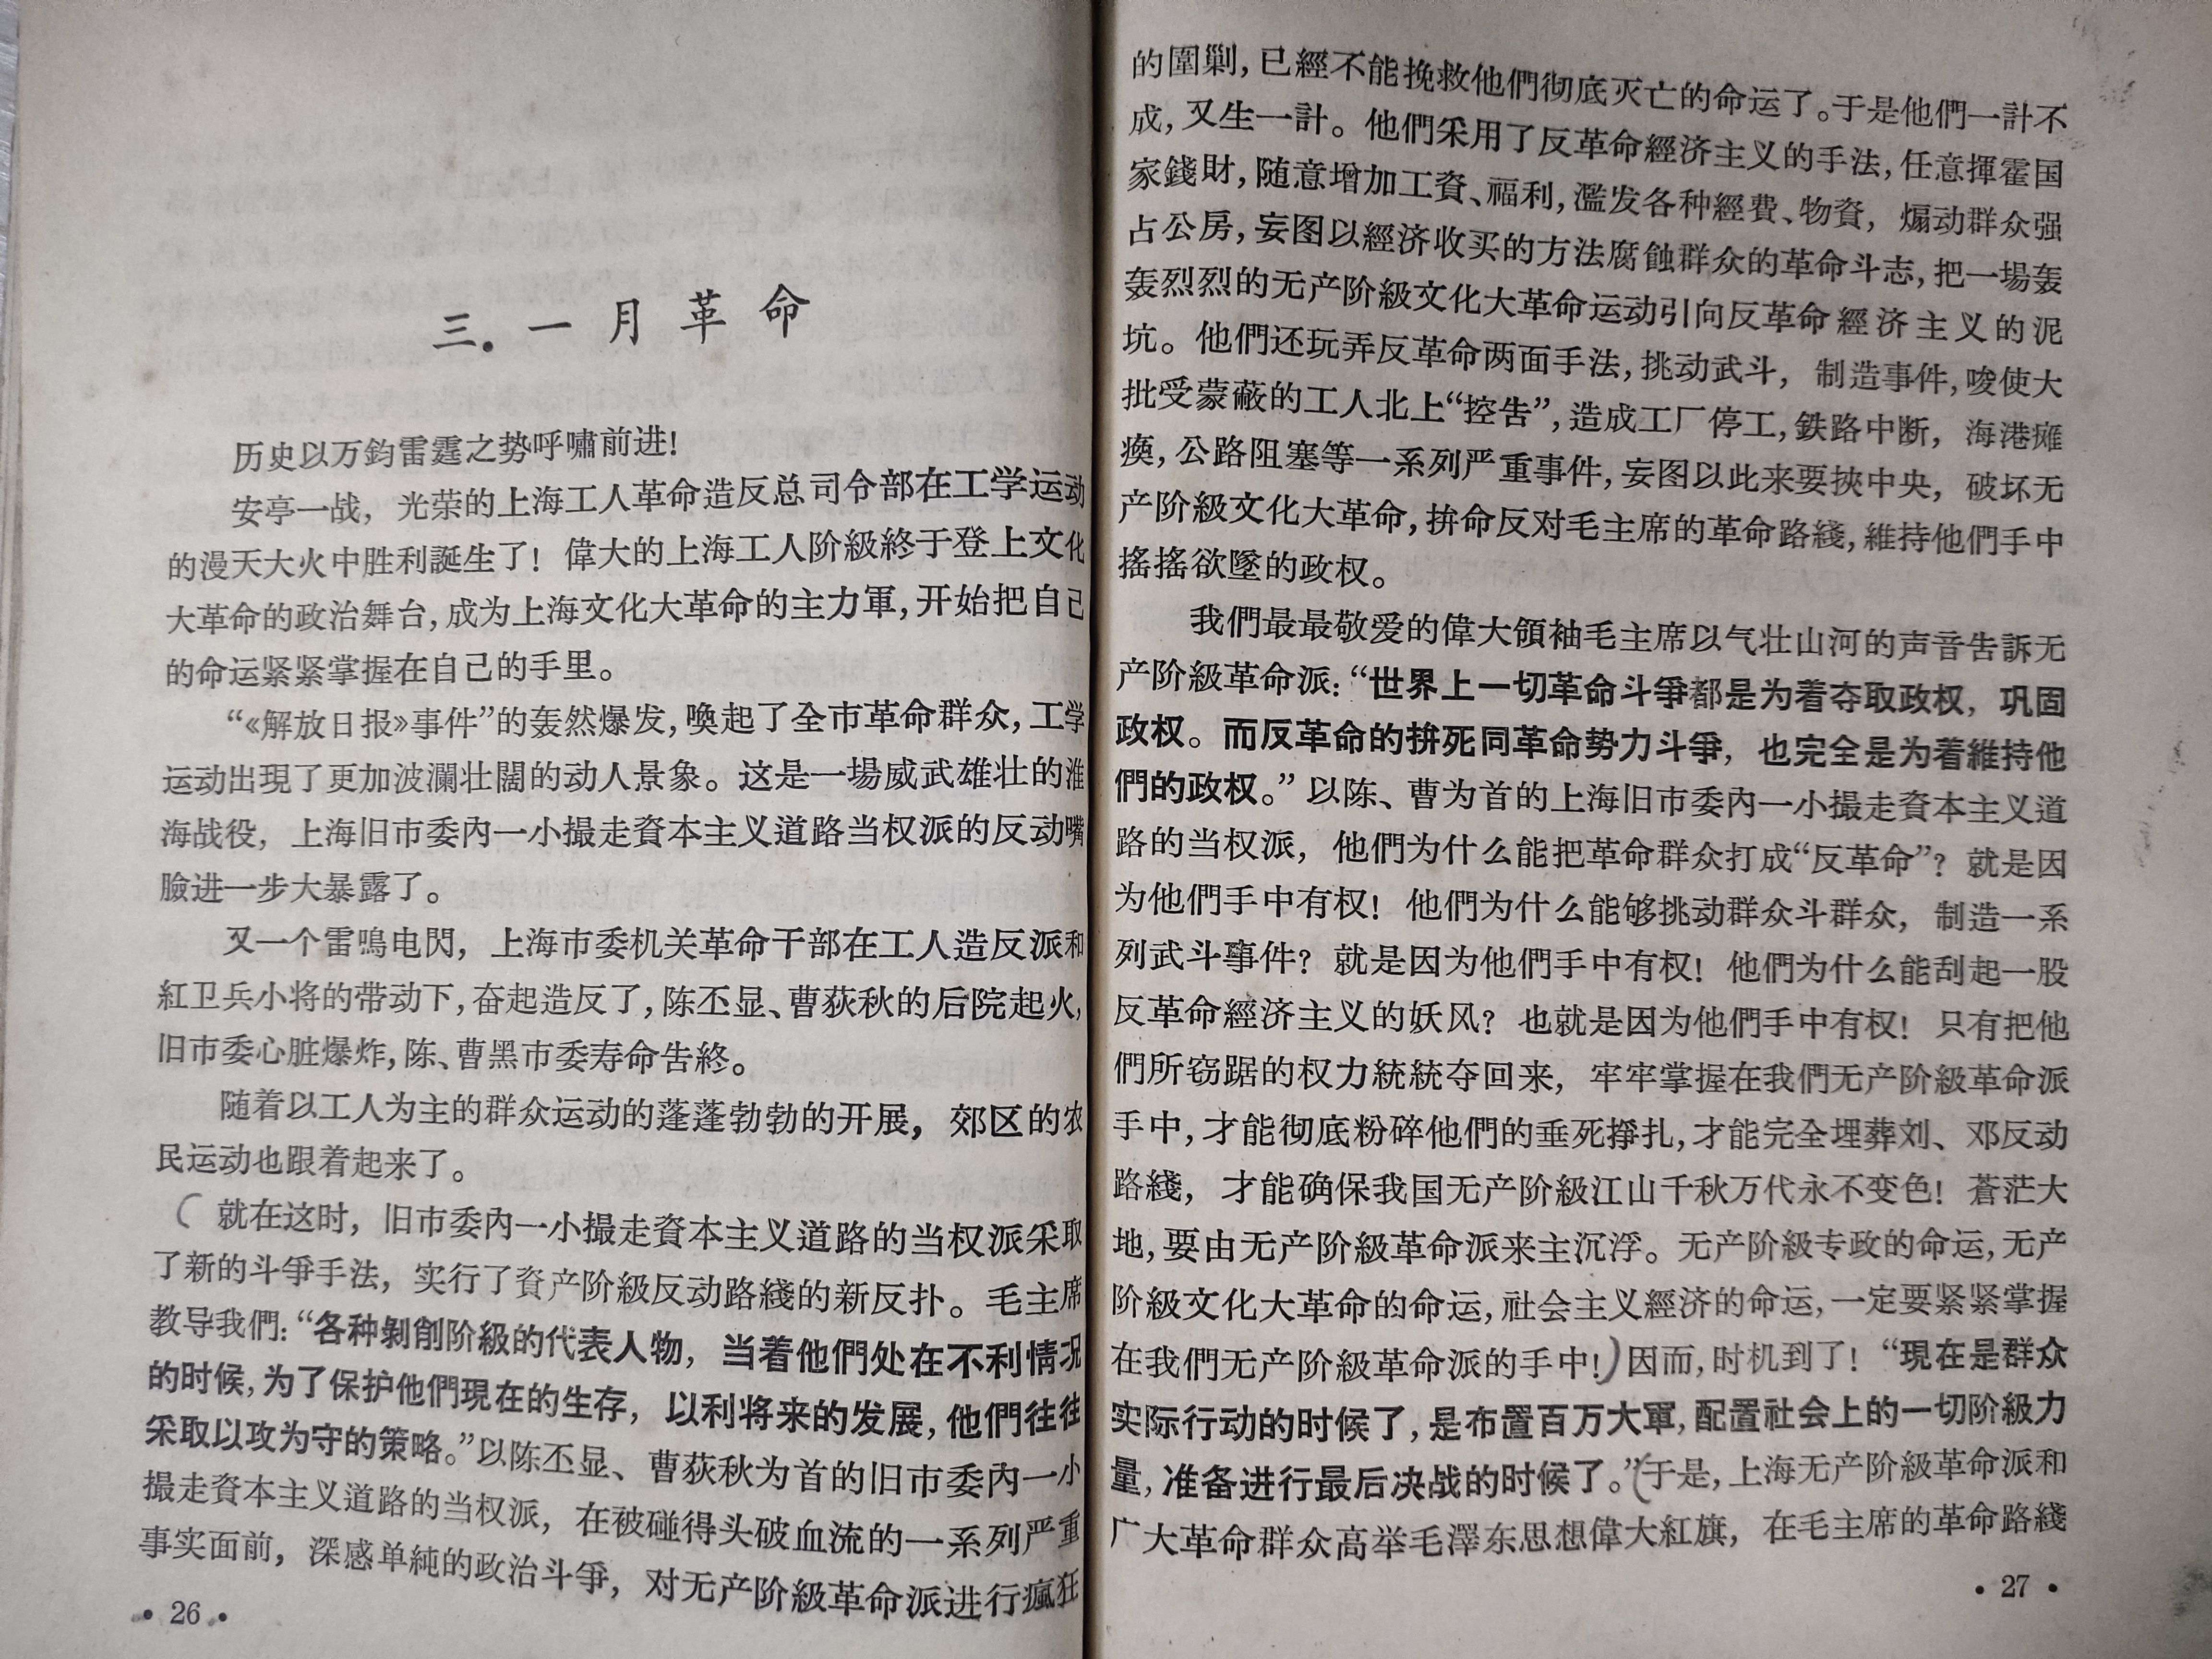 三. 一月革命
历史以万鈞雷霆之势呼嘯前进!
安亭一战，光荣的上海工人革命造反总司令部在工学运动
的漫天大火中胜利誕生了! 偉大的上海工人阶級終于登上文化
大革命的政治舞台，成为上海文化大革命的主力軍，开始把自己
的命运紧紧掌握在自己的手里。
“《解放日报》事件”的轰然爆发，喚起了全市革命群众，工学
运动出現了更加波瀾壮闊的动人景象。这是一場威武雄壮的淮
海战役，上海旧市委內一小撮走資本主义道路当权派的反动嘴
臉进一步大暴露了。
又一个雷鳴电閃，上海市委机关革命干部在工人造反派和
紅卫兵小将的带动下，奋起造反了，陈丕显、曹荻秋的后院起火，
旧市委心脏爆炸，陈、曹黑市委寿命告終。
随着以工人为主的群众运动的蓬蓬勃勃的开展，郊区的农
民运动也跟着起来了。
(就在这时，旧市委內一小撮走資本主义道路的当权派采取
了新的斗爭手法，实行了資产阶級反动路綫的新反扑。毛主席
教导我們：“各种剝削阶級的代表人物，当着他們处在不利情况
的时候，为了保护他們現在的生存，以利将来的发展，他們往往
采取以攻为守的策略。”以陈丕显、曹荻秋为首的旧市委內一小
撮走資本主义道路的当权派，在被碰得头破血流的一系列严重
事实面前，深感单純的政治斗爭，对无产阶級革命派进行瘋狂
• 26 •
的圍剿，已經不能挽救他們彻底灭亡的命运了。于是他們一計不
成，又生一計。他們采用了反革命經济主义的手法，任意揮霍国
家錢財，随意增加工資、福利，濫发各种經費、物資，煽动群众强
占公房，妄图以經济收买的方法腐蝕群众的革命斗志，把一場轰
轰烈烈的无产阶級文化大革命运动引向反革命經济主义的泥
坑。他們还玩弄反革命两面手法，挑动武斗，制造事件，唆使大
批受蒙蔽的工人北上“控告”，造成工厂停工，鉄路中断，海港瘫
瘓，公路阻塞等一系列严重事件，妄图以此来要挾中央，破坏无
产阶級文化大革命，拚命反对毛主席的革命路綫，維持他們手中
搖搖欲墜的政权。
我們最最敬爱的偉大領袖毛主席以气壮山河的声音告訴无
产阶級革命派：“世界上一切革命斗爭都是为着夺取政权，巩固
政权。而反革命的拚死同革命势力斗爭，也完全是为着維持他
們的政权。”以陈、曹为首的上海旧市委內一小撮走資本主义道
路的当权派，他們为什么能把革命群众打成“反革命”? 就是因
为他們手中有权! 他們为什么能够挑动群众斗群众，制造一系
列武斗事件? 就是因为他們手中有权! 他們为什么能刮起一股
反革命經济主义的妖风? 也就是因为他們手中有权! 只有把他
們所窃踞的权力統統夺回来，牢牢掌握在我們无产阶級革命派
手中，才能彻底粉碎他們的垂死掙扎，才能完全埋葬刘、邓反动
路綫，才能确保我国无产阶級江山千秋万代永不变色! 蒼茫大
地，要由无产阶級革命派来主沉浮。无产阶級专政的命运，无产
阶級文化大革命的命运，社会主义經济的命运，一定要紧紧掌握
在我們无产阶級革命派的手中!)因而，时机到了! “現在是群众
实际行动的时候了，是布置百万大軍，配置社会上的一切阶級力
量，准备进行最后决战的时候了。”(于是，上海无产阶級革命派和
广大革命群众高举毛澤东思想偉大紅旗，在毛主席的革命路綫
• 27 •